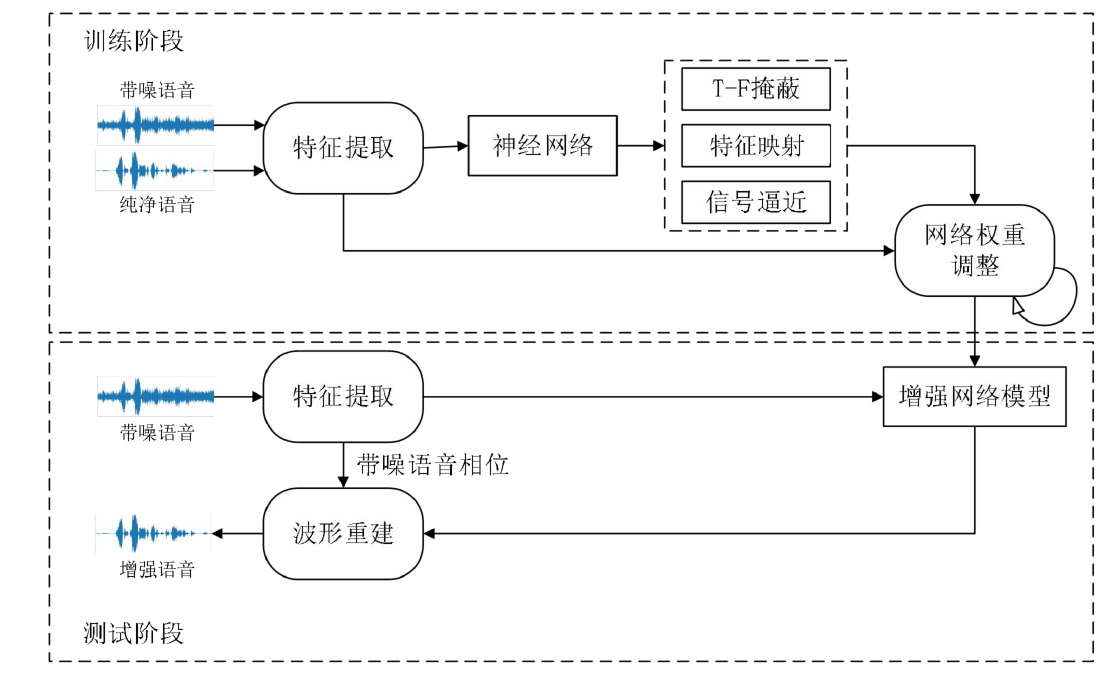 训练阶段
带噪语音
纯净语音
特征提取
神经网络
T-F掩蔽
特征映射
信号逼近
网络权重
调整
带噪语音
特征提取
增强网络模型
带噪语音相位
波形重建
增强语音
测试阶段